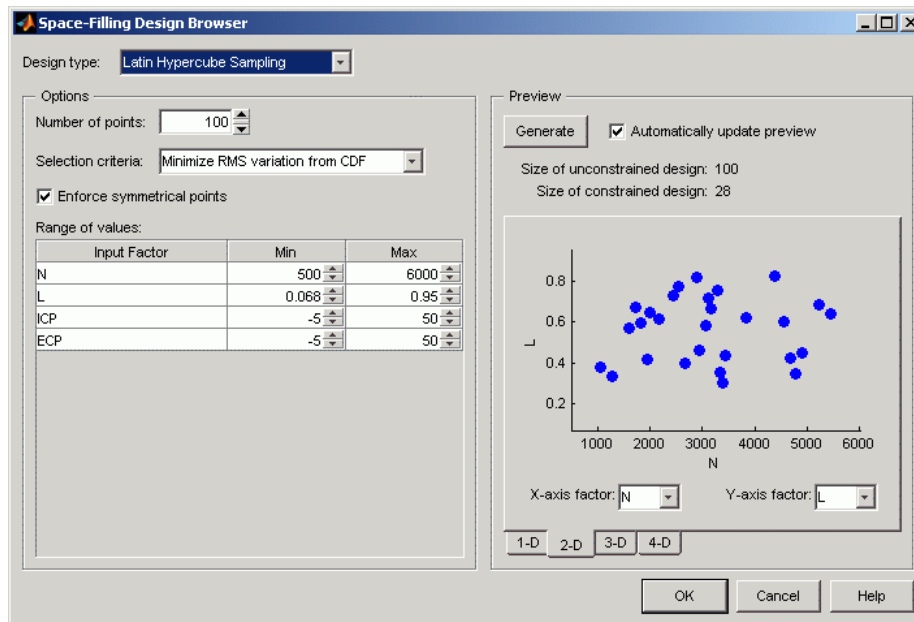 Space-Filling Design Browser
Design type: Latin Hypercube Sampling
Options
Number of points: 100
Selection criteria: Minimize RMS variation from CDF
Enforce symmetrical points
Range of values:
Input Factor Min Max
N 500 6000
L 0.068 0.95
ICP -5 50
ECP -5 50
Preview
Generate Automatically update preview
Size of unconstrained design: 100
Size of constrained design: 28
0.8
0.6
L
0.4
0.2
1000 2000 3000 4000 5000 6000
N
X-axis factor: N Y-axis factor: L
1-D 2-D 3-D 4-D
OK Cancel Help